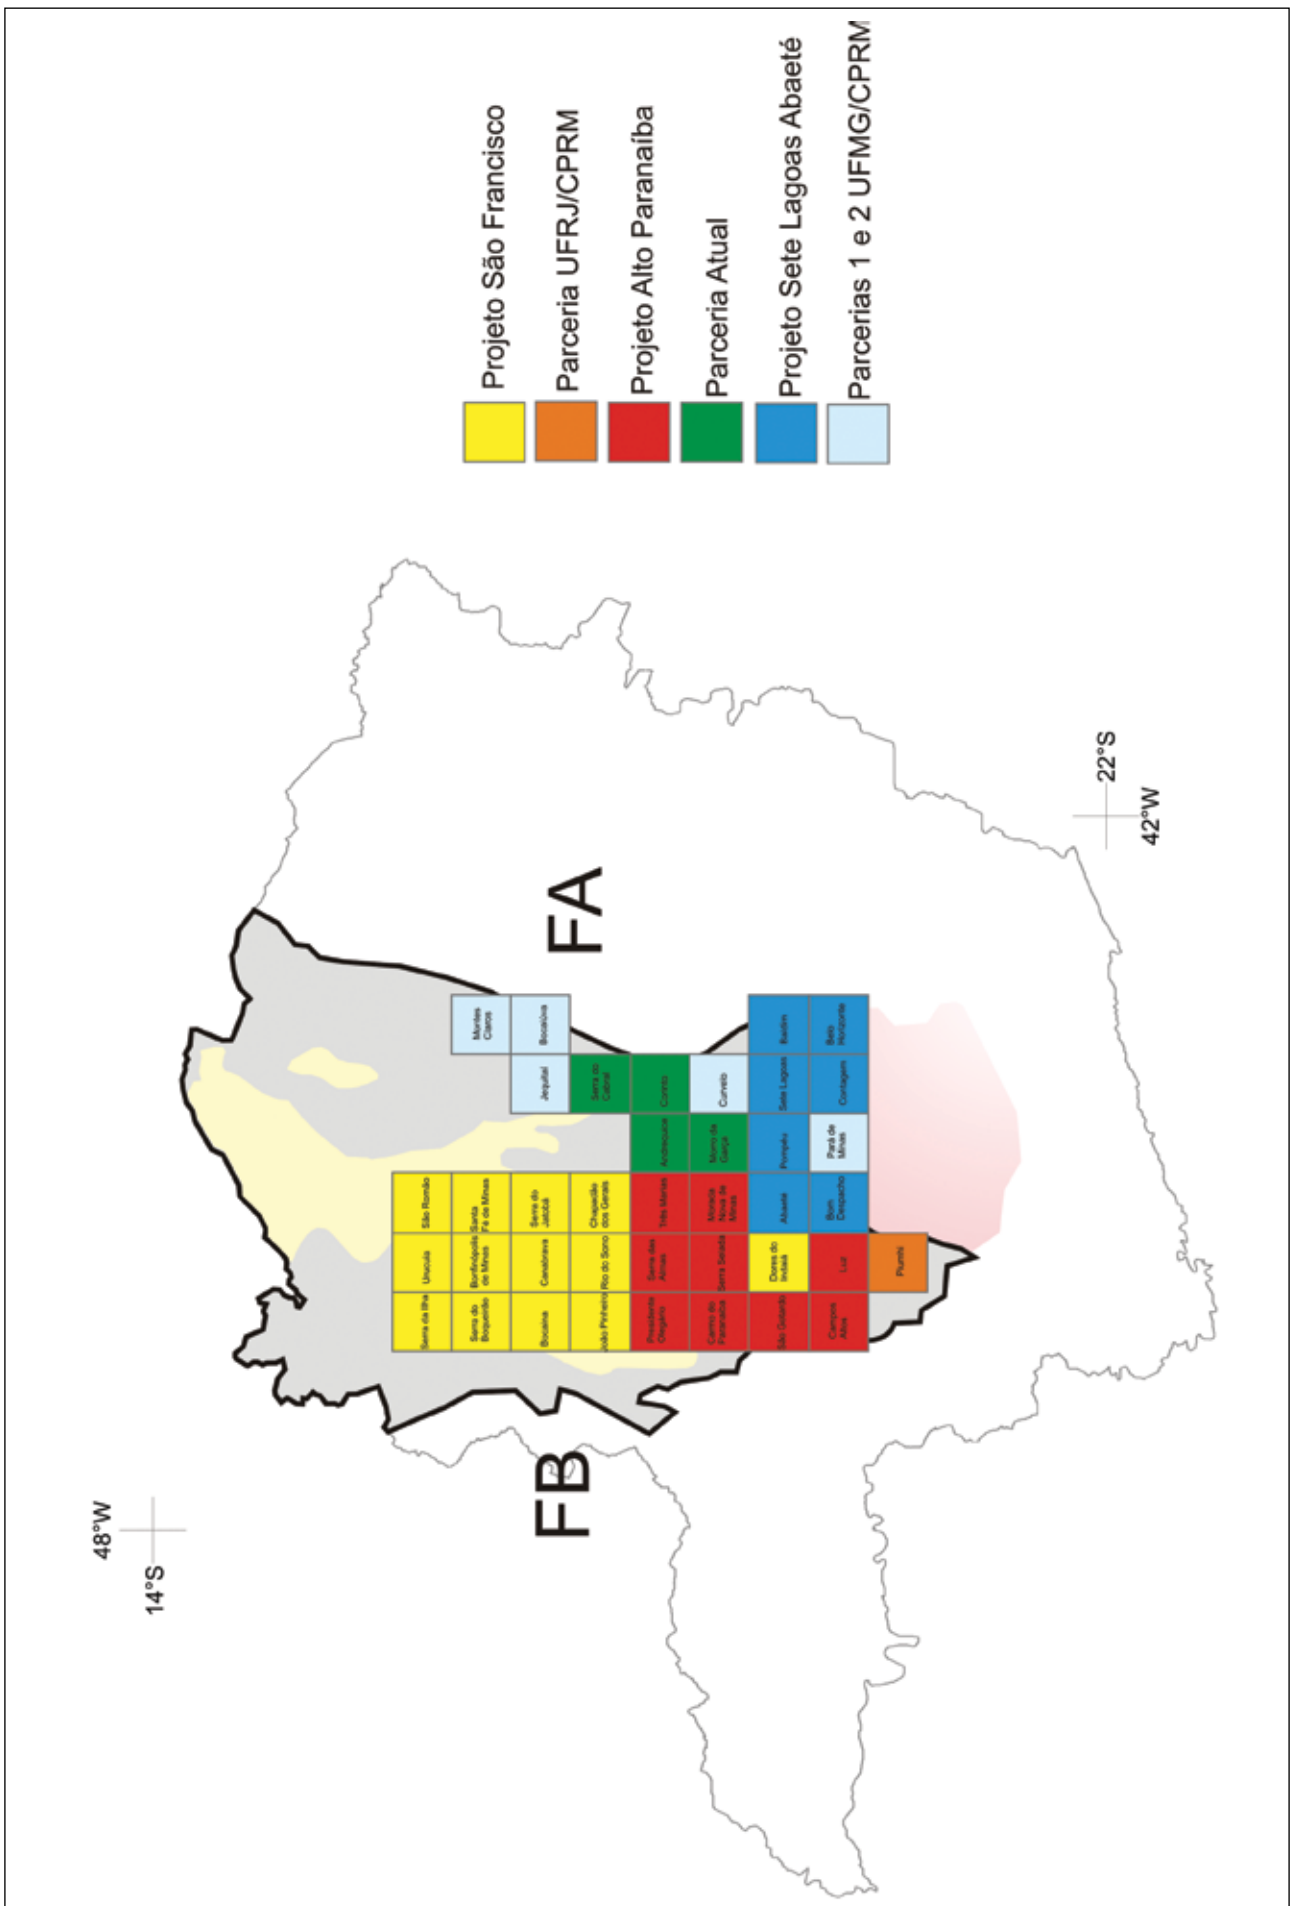 48°W
14°S
Serra da Ilha
Urucuia
São Romão
Serra do
Boqueirão
Bonfinópolis
de Minas
Santa
Fé de Minas
Montes
Claros
Bocaina
Canabrava
Serra do
Jatobá
Jequitaí
Bocaiúva
João Pinheiro
Rio do Sono
Chapadão
dos Gerais
Serra do
Cabral
FB
FA
Presidente
Olegário
Serra das
Almas
Três Marias
Andrequicé
Corinto
Carmo do
Paranaíba
Serra Selada
Morada
Nova de
Minas
Morro da
Garça
Curvelo
São Gotardo
Dores do
Indaiá
Abaeté
Pompéu
Sete Lagoas
Baldim
Campos
Altos
Luz
Bom
Despacho
Pará de
Minas
Contagem
Belo
Horizonte
Piumhi
22°S
42°W
Projeto São Francisco
Parceria UFRJ/CPRM
Projeto Alto Paranaíba
Parceria Atual
Projeto Sete Lagoas Abaeté
Parcerias 1 e 2 UFMG/CPRM